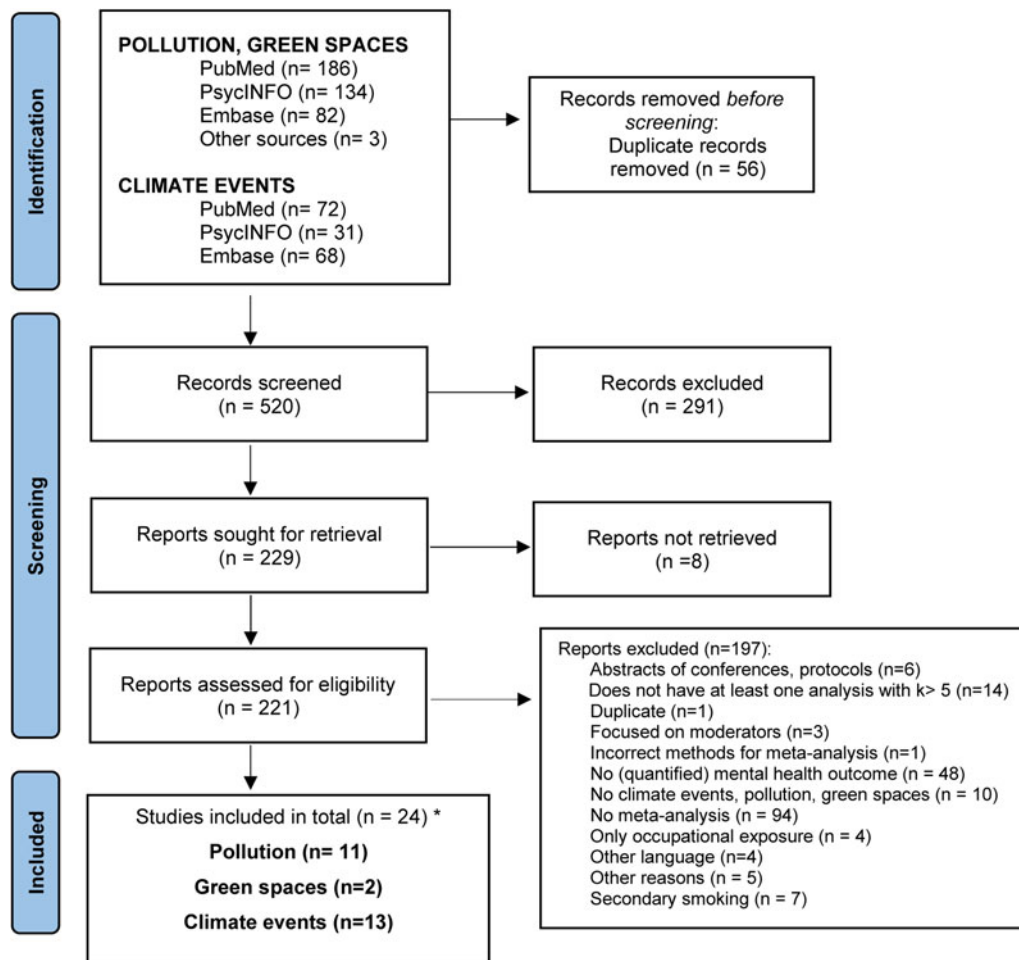 Identification
POLLUTION, GREEN SPACES
PubMed (n= 186)
PsycINFO (n= 134)
Embase (n= 82)
Other sources (n= 3)
CLIMATE EVENTS
PubMed (n= 72)
PsycINFO (n= 31)
Embase (n= 68)
Records removed before
screening:
Duplicate records
removed (n = 56)
Screening
Records screened
(n = 520)
Records excluded
(n = 291)
Reports sought for retrieval
(n = 229)
Reports not retrieved
(n =8)
Reports assessed for eligibility
(n = 221)
Reports excluded (n=197):
Abstracts of conferences, protocols (n=6)
Does not have at least one analysis with k> 5 (n=14)
Duplicate (n=1)
Focused on moderators (n=3)
Incorrect methods for meta-analysis (n=1)
No (quantified) mental health outcome (n = 48)
No climate events, pollution, green spaces (n = 10)
No meta-analysis (n = 94)
Only occupational exposure (n = 4)
Other language (n=4)
Other reasons (n = 5)
Secondary smoking (n = 7)
Included
Studies included in total (n = 24) *
Pollution (n= 11)
Green spaces (n=2)
Climate events (n=13)